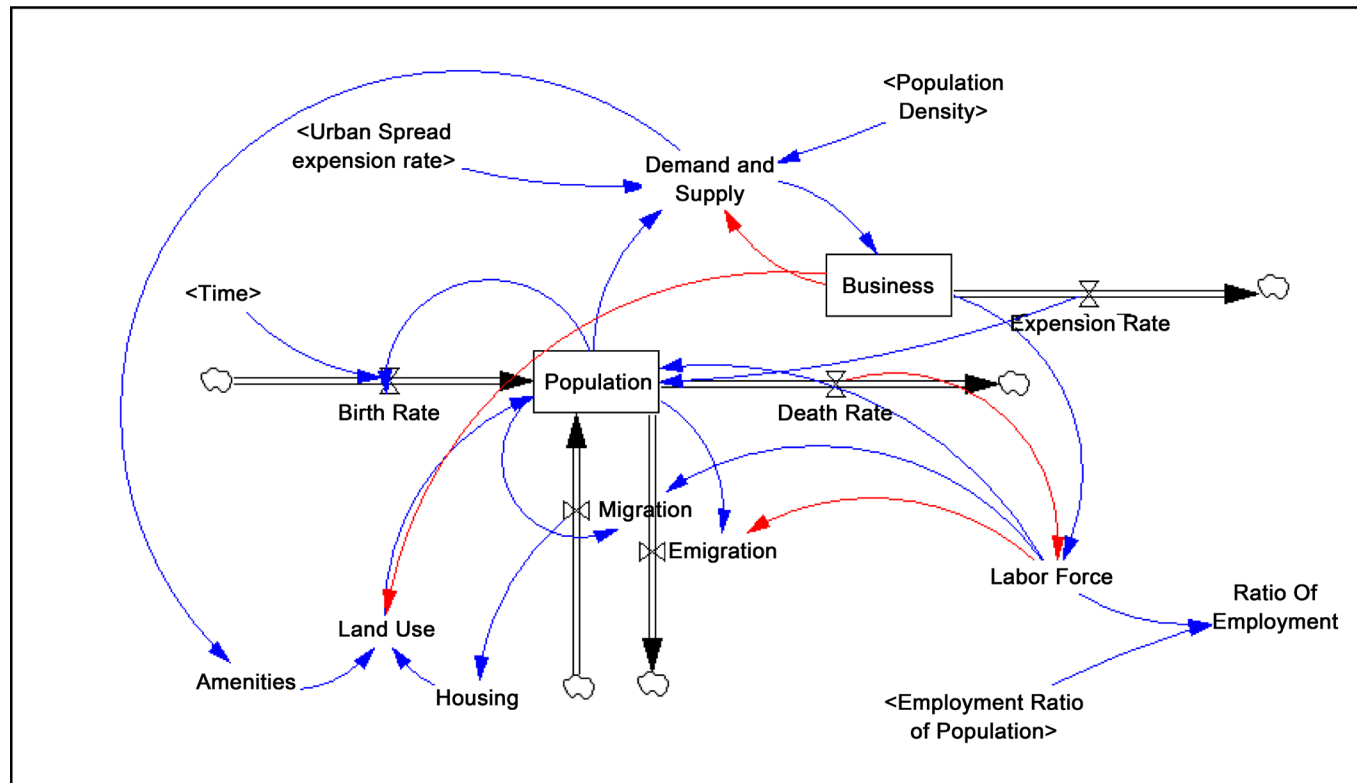 <Population
Density>
<Urban Spread
expension rate>
Demand and
Supply
Business
<Time>
Expension Rate
Population
Birth Rate
Death Rate
Migration
Emigration
Labor Force
Ratio Of
Employment
Land Use
Amenities
Housing
<Employment Ratio
of Population>